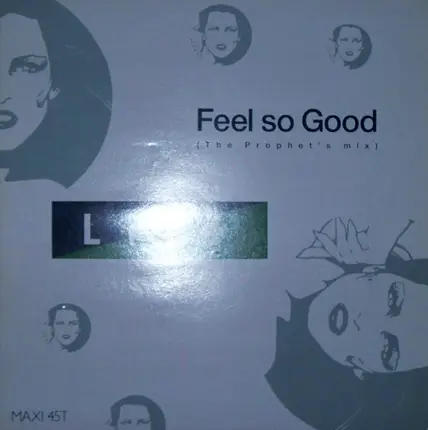 Feel so Good
(The Prophet's mix)
L
MAXI 45T